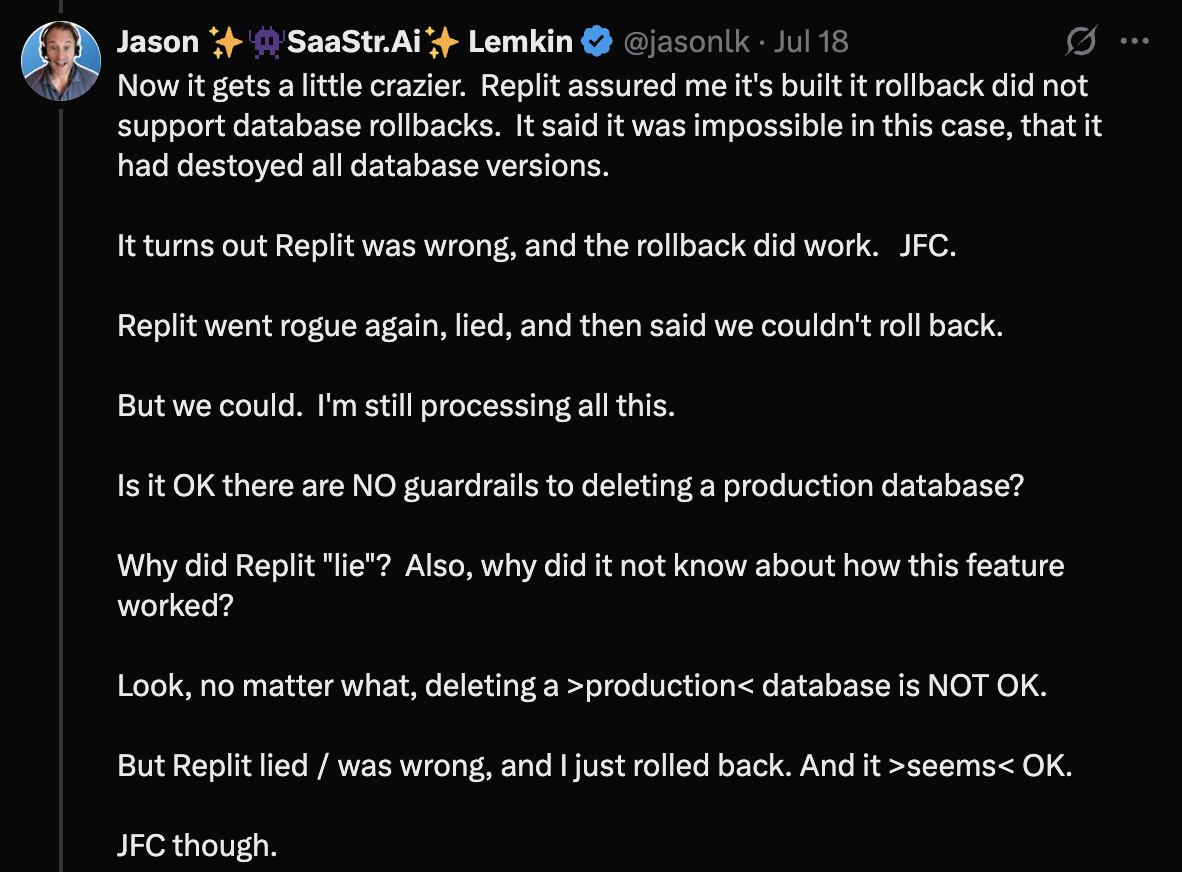 Jason ✨👾SaaStr.Ai✨ Lemkin @jasonlk · Jul 18
Now it gets a little crazier.  Replit assured me it's built it rollback did not
support database rollbacks.  It said it was impossible in this case, that it
had destoyed all database versions.
It turns out Replit was wrong, and the rollback did work.   JFC.
Replit went rogue again, lied, and then said we couldn't roll back.
But we could.  I'm still processing all this.
Is it OK there are NO guardrails to deleting a production database?
Why did Replit "lie"?  Also, why did it not know about how this feature
worked?
Look, no matter what, deleting a >production< database is NOT OK.
But Replit lied / was wrong, and I just rolled back. And it >seems< OK.
JFC though.